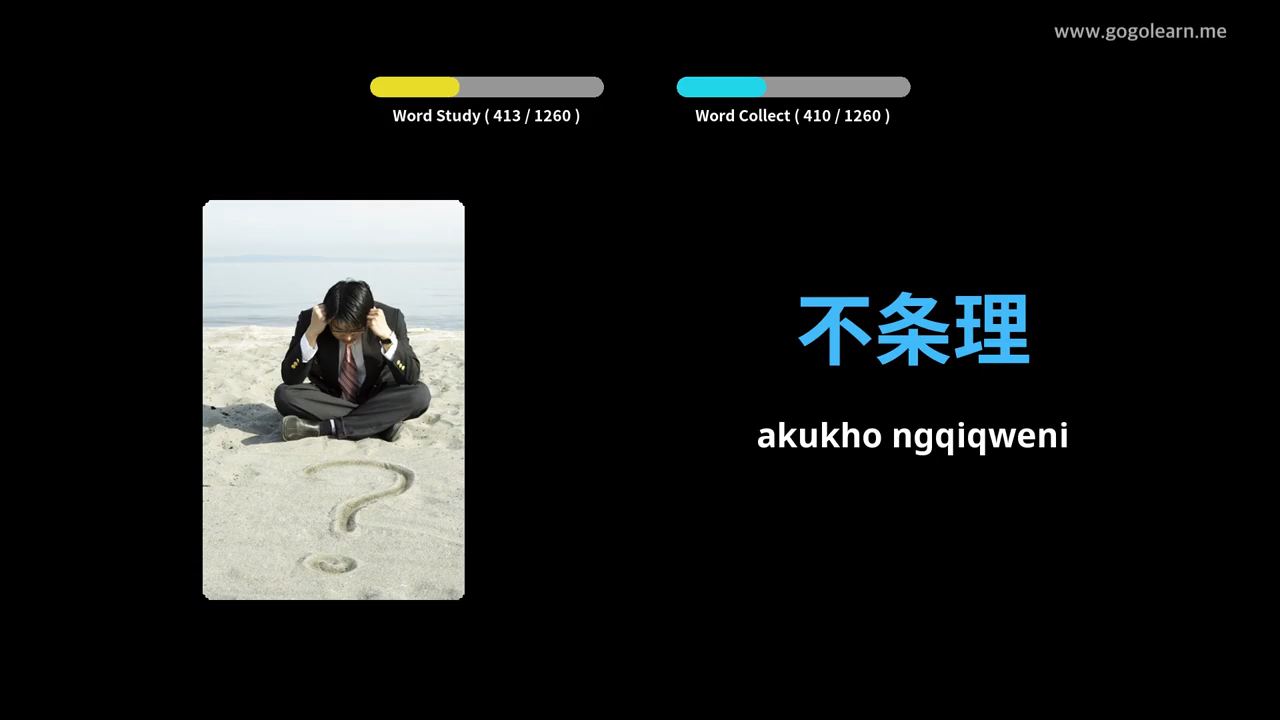 www.gogolearn.me
Word Study ( 413 / 1260 )
Word Collect ( 410 / 1260 )
不条理
akukho ngqiqweni